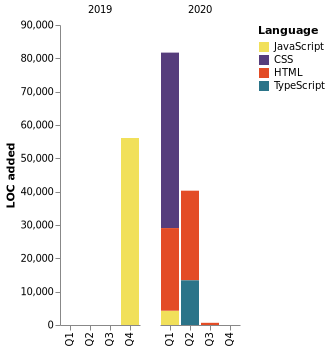 2019 2020
Language
JavaScript
CSS
HTML
TypeScript
LOC added
90,000
80,000
70,000
60,000
50,000
40,000
30,000
20,000
10,000
0
Q1 Q2 Q3 Q4 Q1 Q2 Q3 Q4